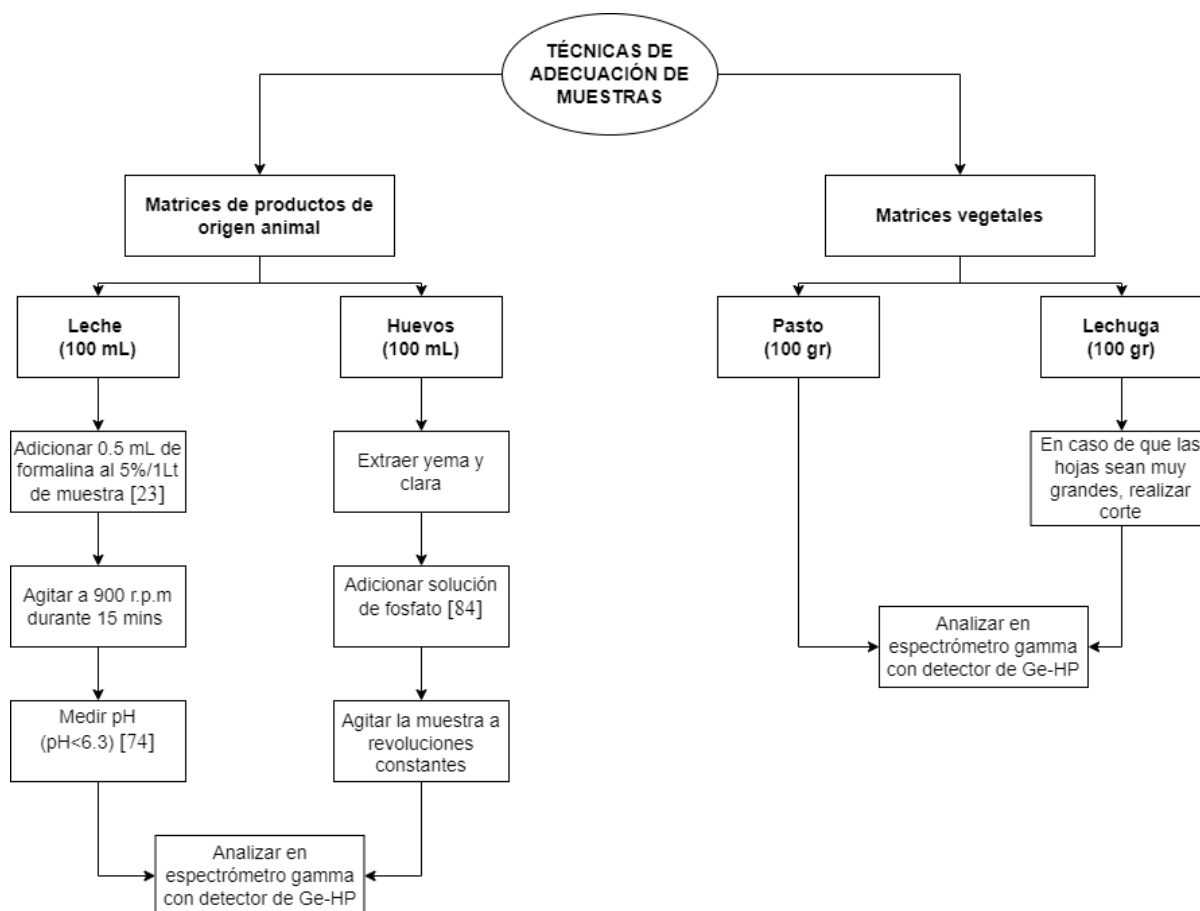 TÉCNICAS DE
ADECUACIÓN DE
MUESTRAS
Matrices de productos de
origen animal
Matrices vegetales
Leche
(100 mL)
Huevos
(100 mL)
Pasto
(100 gr)
Lechuga
(100 gr)
Adicionar 0.5 mL de
formalina al 5%/1Lt
de muestra [23]
Extraer yema y
clara
En caso de que las
hojas sean muy
grandes, realizar
corte
Agitar a 900 r.p.m
durante 15 mins
Adicionar solución
de fosfato [84]
Analizar en
espectrómetro gamma
con detector de Ge-HP
Medir pH
(pH<6.3) [74]
Agitar la muestra a
revoluciones
constantes
Analizar en
espectrómetro gamma
con detector de Ge-HP